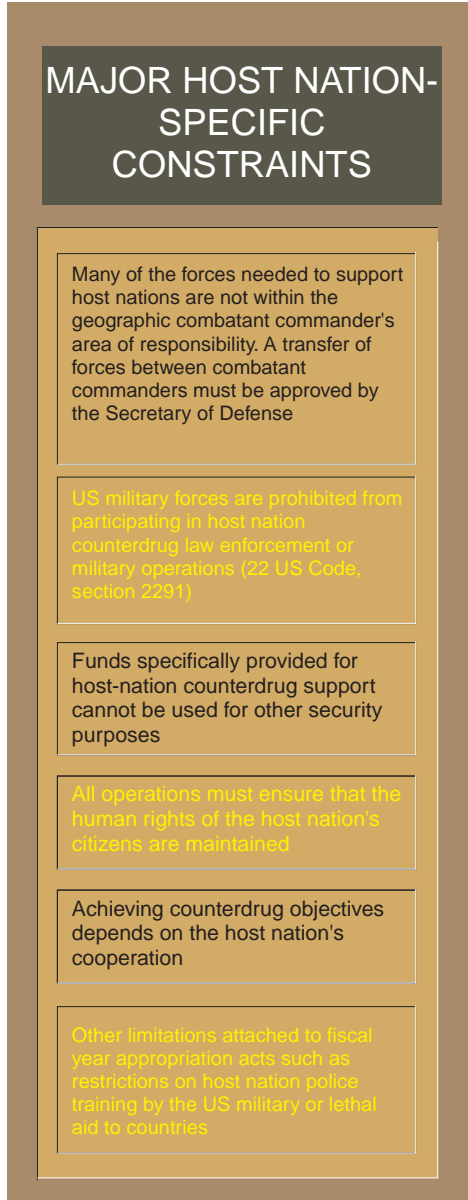 MAJOR HOST NATION-
SPECIFIC
CONSTRAINTS
Many of the forces needed to support
host nations are not within the
geographic combatant commander's
area of responsibility. A transfer of
forces between combatant
commanders must be approved by
the Secretary of Defense
US military forces are prohibited from
participating in host nation
counterdrug law enforcement or
military operations (22 US Code,
section 2291)
Funds specifically provided for
host-nation counterdrug support
cannot be used for other security
purposes
All operations must ensure that the
human rights of the host nation's
citizens are maintained
Achieving counterdrug objectives
depends on the host nation's
cooperation
Other limitations attached to fiscal
year appropriation acts such as
restrictions on host nation police
training by the US military or lethal
aid to countries